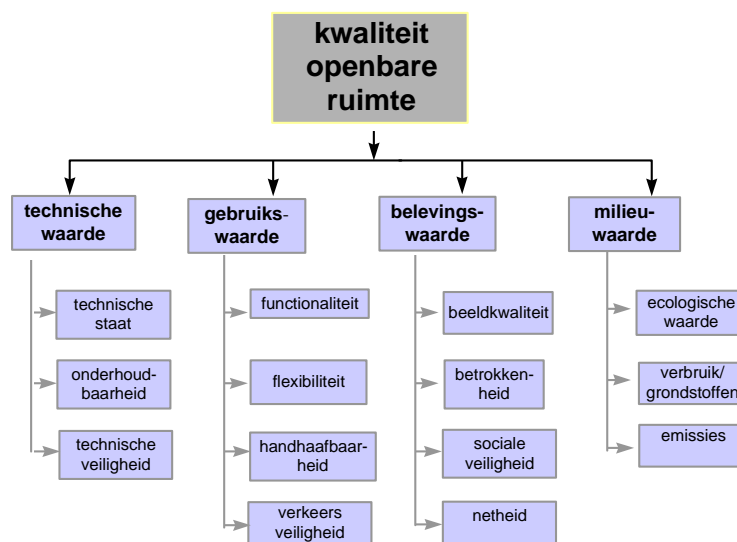 kwaliteit
openbare
ruimte
technische
waarde
gebruiks-
waarde
belevings-
waarde
milieu-
waarde
technische
staat
onderhoud-
baarheid
technische
veiligheid
functionaliteit
flexibiliteit
handhaafbaar-
heid
verkeers
veiligheid
beeldkwaliteit
betrokken-
heid
sociale
veiligheid
netheid
ecologische
waarde
verbruik/
grondstoffen
emissies